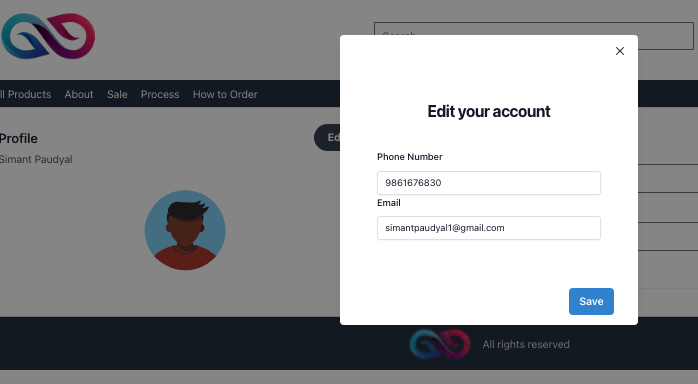 Search
ll Products About Sale Process How to Order
Profile
Simant Paudyal
Ed
Edit your account
Phone Number
9861676830
Email
simantpaudyal1@gmail.com
Save
All rights reserved